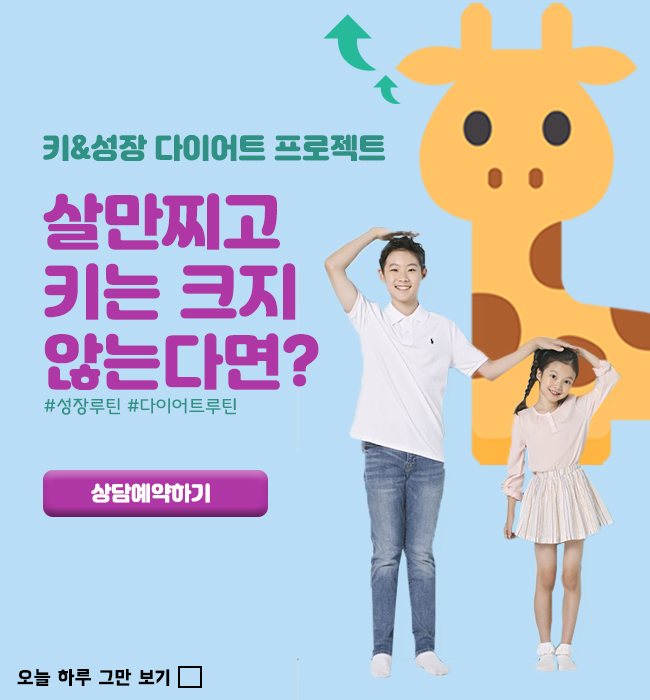 키&성장 다이어트 프로젝트
살만찌고
키는 크지
않는다면?
#성장루틴 #다이어트루틴
상담예약하기
오늘 하루 그만 보기